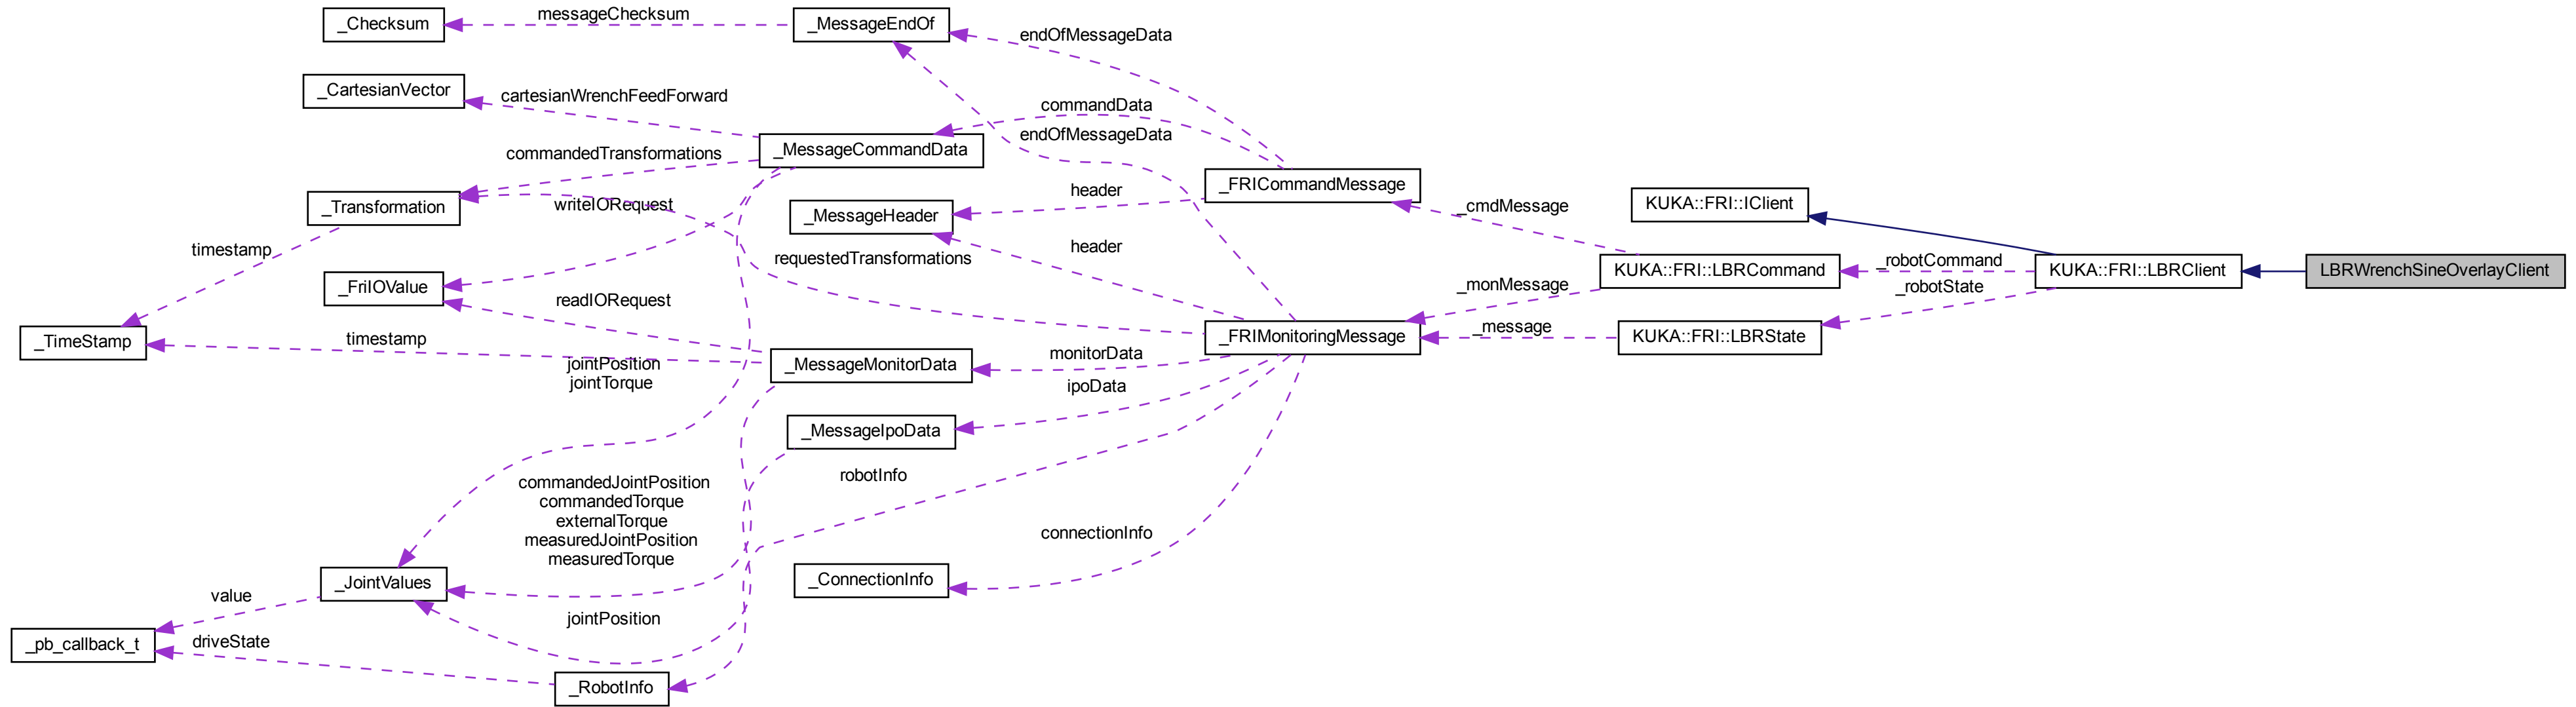 _Checksum
messageChecksum
_MessageEndOf
endOfMessageData
_CartesianVector
cartesianWrenchFeedForward
commandData
endOfMessageData
_MessageCommandData
commandedTransformations
_FRICommandMessage
header
_Transformation
writeIORequest
_MessageHeader
_cmdMessage
KUKA::FRI::IClient
timestamp
requestedTransformations
header
KUKA::FRI::LBRCommand
_robotCommand
KUKA::FRI::LBRClient
LBRWrenchSineOverlayClient
_FriIOValue
readIORequest
_monMessage
_robotState
_TimeStamp
timestamp
_FRIMonitoringMessage
_message
KUKA::FRI::LBRState
jointPosition
jointTorque
_MessageMonitorData
monitorData
ipoData
_MessageIpoData
robotInfo
commandedJointPosition
commandedTorque
externalTorque
measuredJointPosition
measuredTorque
connectionInfo
_JointValues
_ConnectionInfo
value
jointPosition
_pb_callback_t
driveState
_RobotInfo